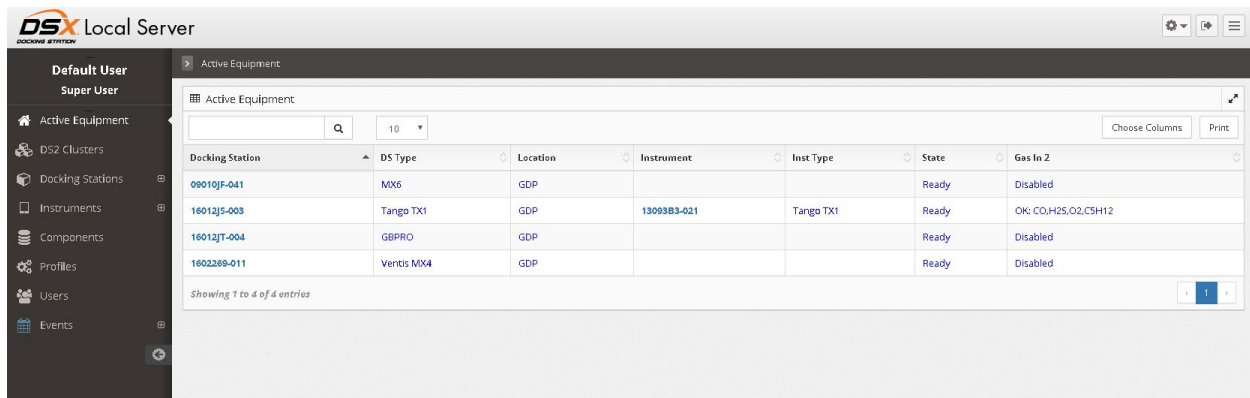 DSX Local Server
DOCKING STATION
Default User
Super User
Active Equipment
DS2 Clusters
Docking Stations
Instruments
Components
Profiles
Users
Events
Active Equipment
Active Equipment
10
Choose Columns Print
Docking Station DS Type Location Instrument Inst Type State Gas In 2
09010JF-041 MX6 GDP Ready Disabled
16012JS-003 Tango TX1 GDP 13093B3-021 Tango TX1 Ready OK: CO,H2S,O2,C5H12
16012JT-004 GBPRO GDP Ready Disabled
1602269-011 Ventis MX4 GDP Ready Disabled
Showing 1 to 4 of 4 entries
1